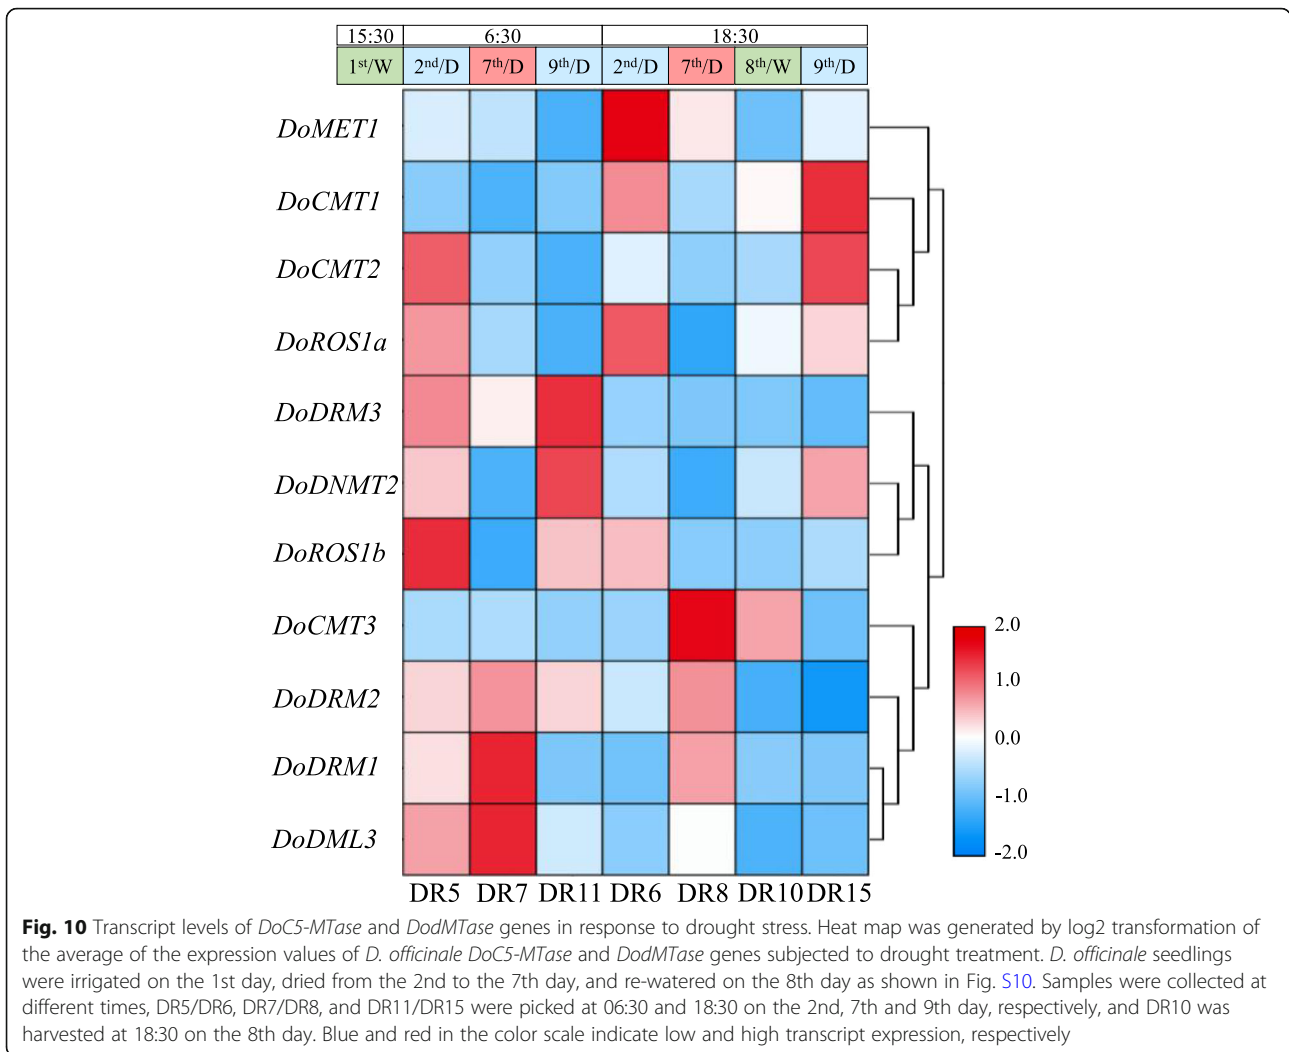 15:30 6:30 18:30
1st/W 2nd/D 7th/D 9th/D 2nd/D 7th/D 8th/W 9th/D
DoMET1
DoCMT1
DoCMT2
DoROS1a
DoDRM3
DoDNMT2
DoROS1b
DoCMT3
DoDRM2
DoDRM1
DoDML3
2.0
1.0
0.0
-1.0
-2.0
DR5 DR7 DR11 DR6 DR8 DR10 DR15
Fig. 10 Transcript levels of DoC5-MTase and DodMTase genes in response to drought stress. Heat map was generated by log2 transformation of
the average of the expression values of D. officinale DoC5-MTase and DodMTase genes subjected to drought treatment. D. officinale seedlings
were irrigated on the 1st day, dried from the 2nd to the 7th day, and re-watered on the 8th day as shown in Fig. S10. Samples were collected at
different times, DR5/DR6, DR7/DR8, and DR11/DR15 were picked at 06:30 and 18:30 on the 2nd, 7th and 9th day, respectively, and DR10 was
harvested at 18:30 on the 8th day. Blue and red in the color scale indicate low and high transcript expression, respectively